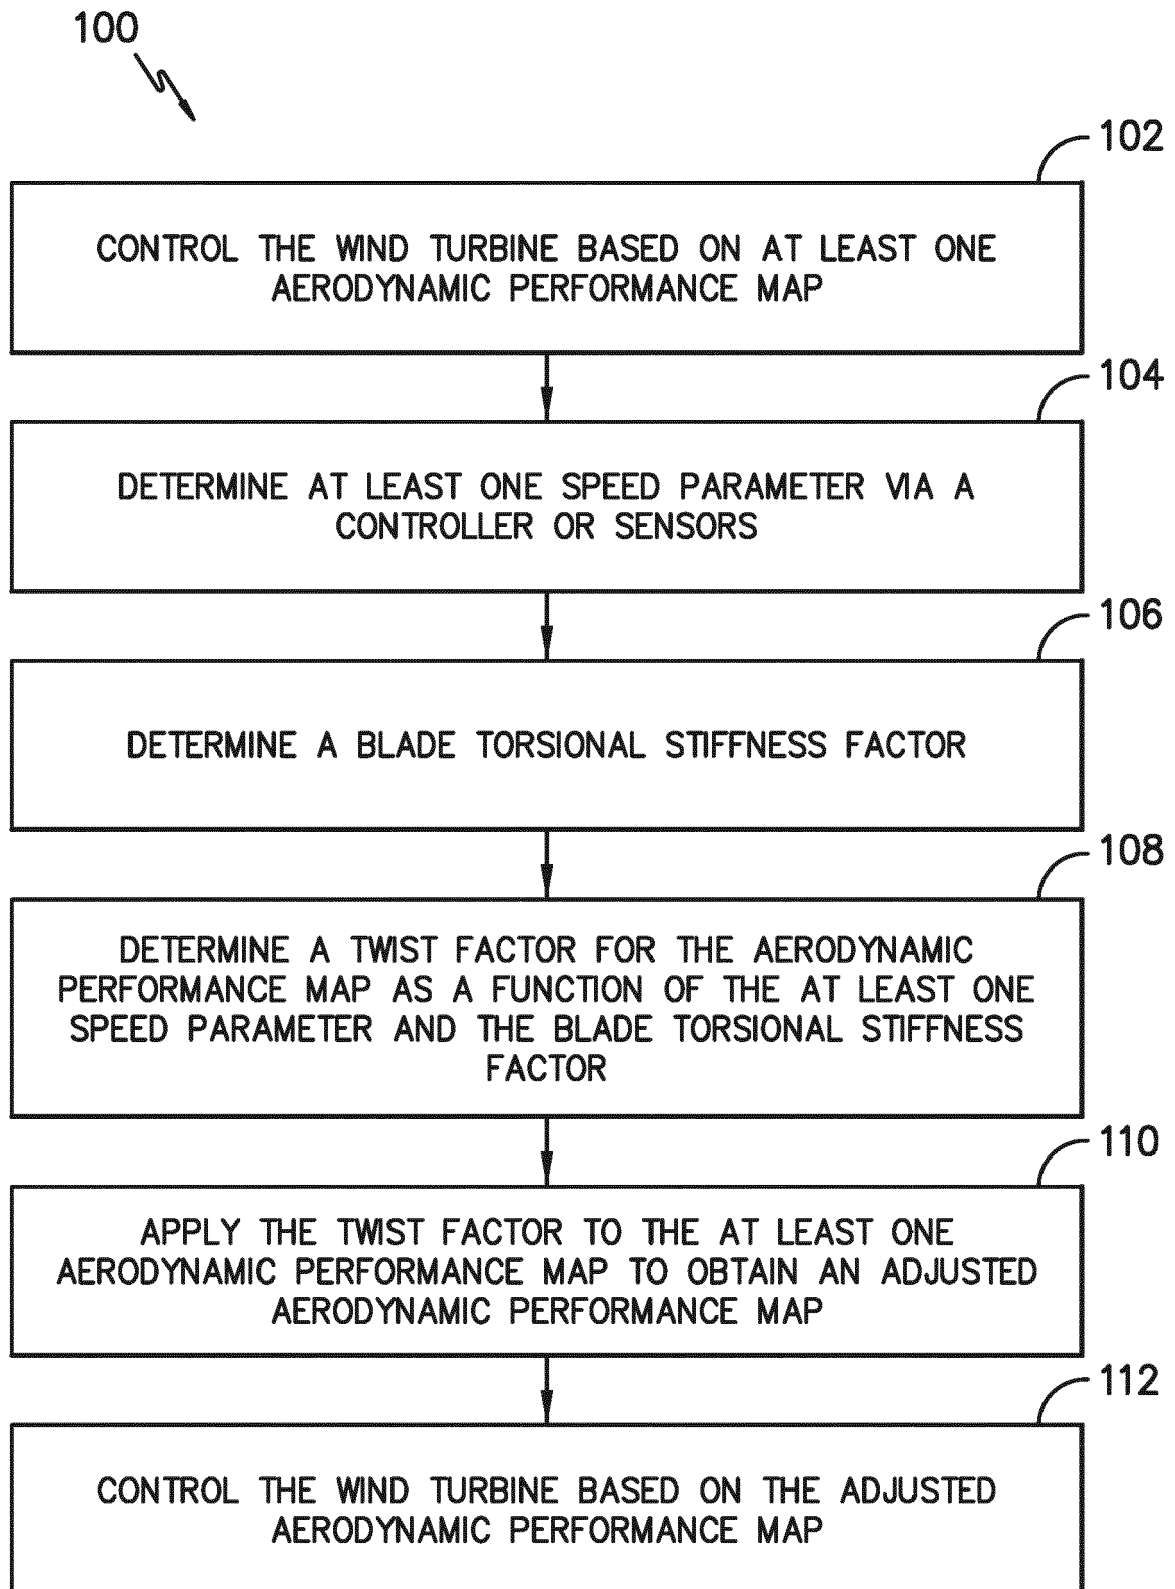 100
102
CONTROL THE WIND TURBINE BASED ON AT LEAST ONE
AERODYNAMIC PERFORMANCE MAP
104
DETERMINE AT LEAST ONE SPEED PARAMETER VIA A
CONTROLLER OR SENSORS
106
DETERMINE A BLADE TORSIONAL STIFFNESS FACTOR
108
DETERMINE A TWIST FACTOR FOR THE AERODYNAMIC
PERFORMANCE MAP AS A FUNCTION OF THE AT LEAST ONE
SPEED PARAMETER AND THE BLADE TORSIONAL STIFFNESS
FACTOR
110
APPLY THE TWIST FACTOR TO THE AT LEAST ONE
AERODYNAMIC PERFORMANCE MAP TO OBTAIN AN ADJUSTED
AERODYNAMIC PERFORMANCE MAP
112
CONTROL THE WIND TURBINE BASED ON THE ADJUSTED
AERODYNAMIC PERFORMANCE MAP